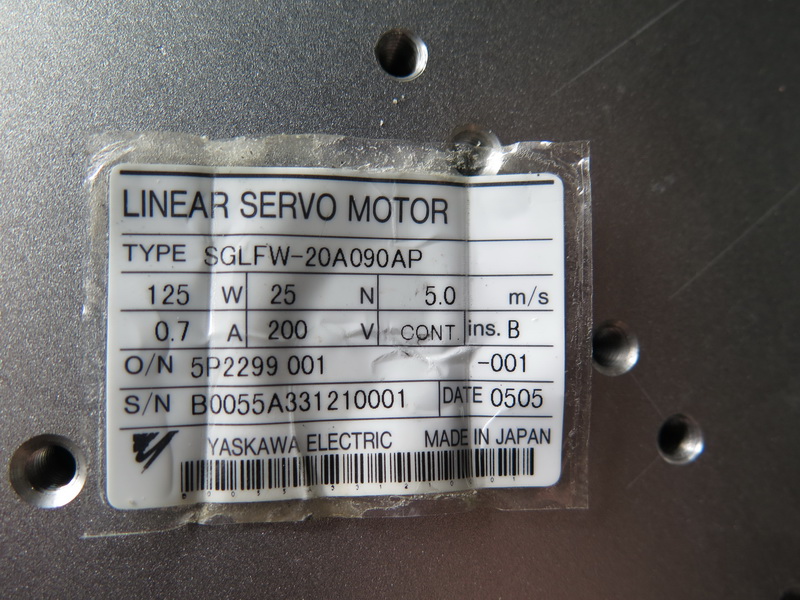 LINEAR SERVO MOTOR
TYPE SGLFW-20A090AP
125 W 25 N 5.0 m/s
0.7 A 200 V CONT. ins. B
O/N 5P2299 001 -001
S/N B0055A331210001 DATE 0505
YASKAWA ELECTRIC MADE IN JAPAN